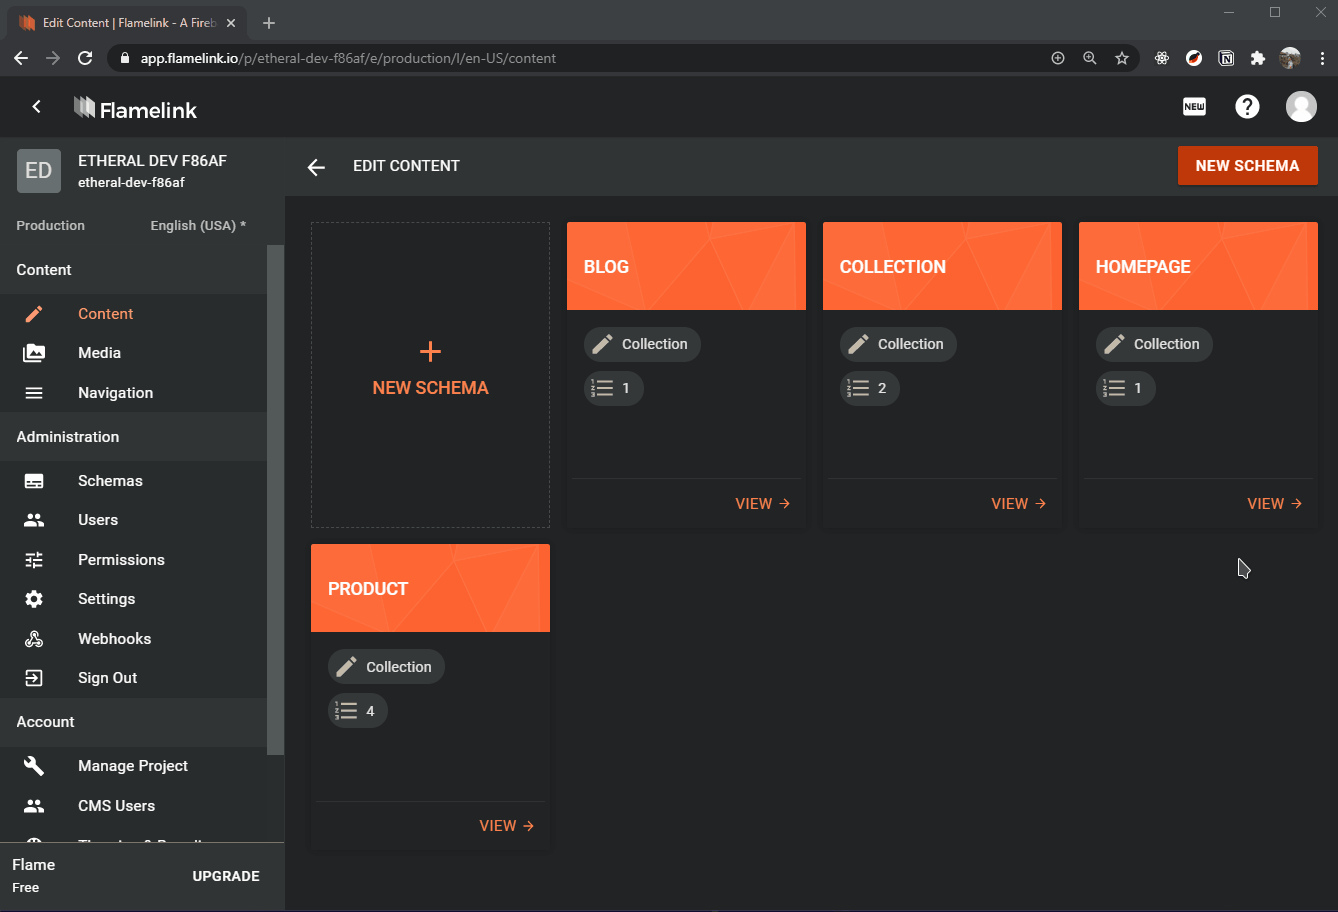 Edit Content | Flamelink - A Fireb
app.flamelink.io/p/etheral-dev-f86af/e/production/l/en-US/content
Flamelink
NEW
?
ED
ETHERAL DEV F86AF
etheral-dev-f86af
Production
English (USA) *
Content
Content
Media
Navigation
Administration
Schemas
Users
Permissions
Settings
Webhooks
Sign Out
Account
Manage Project
CMS Users
Flame
Free
UPGRADE
EDIT CONTENT
NEW SCHEMA
NEW SCHEMA
BLOG
Collection
1
VIEW
COLLECTION
Collection
2
VIEW
HOMEPAGE
Collection
1
VIEW
PRODUCT
Collection
4
VIEW